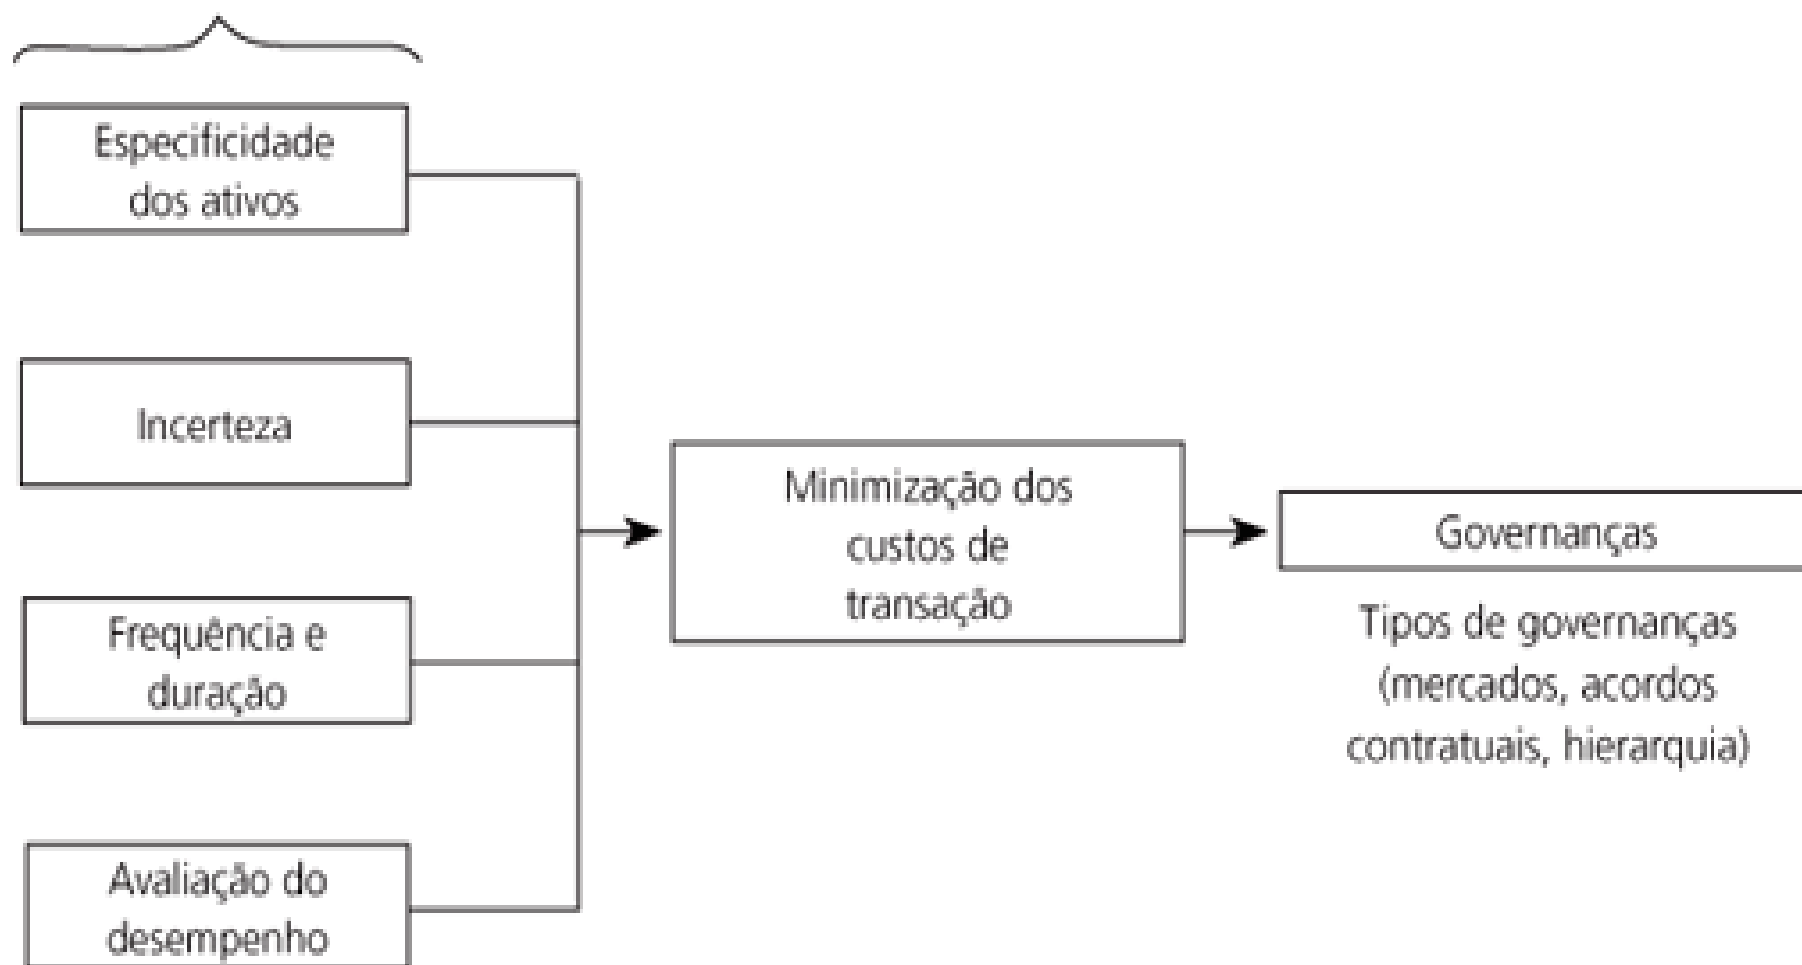 Especificidade
dos ativos
Incerteza
Frequência e
duração
Avaliação do
desempenho
Minimização dos
custos de
transação
Governanças
Tipos de governanças
(mercados, acordos
contratuais, hierarquia)